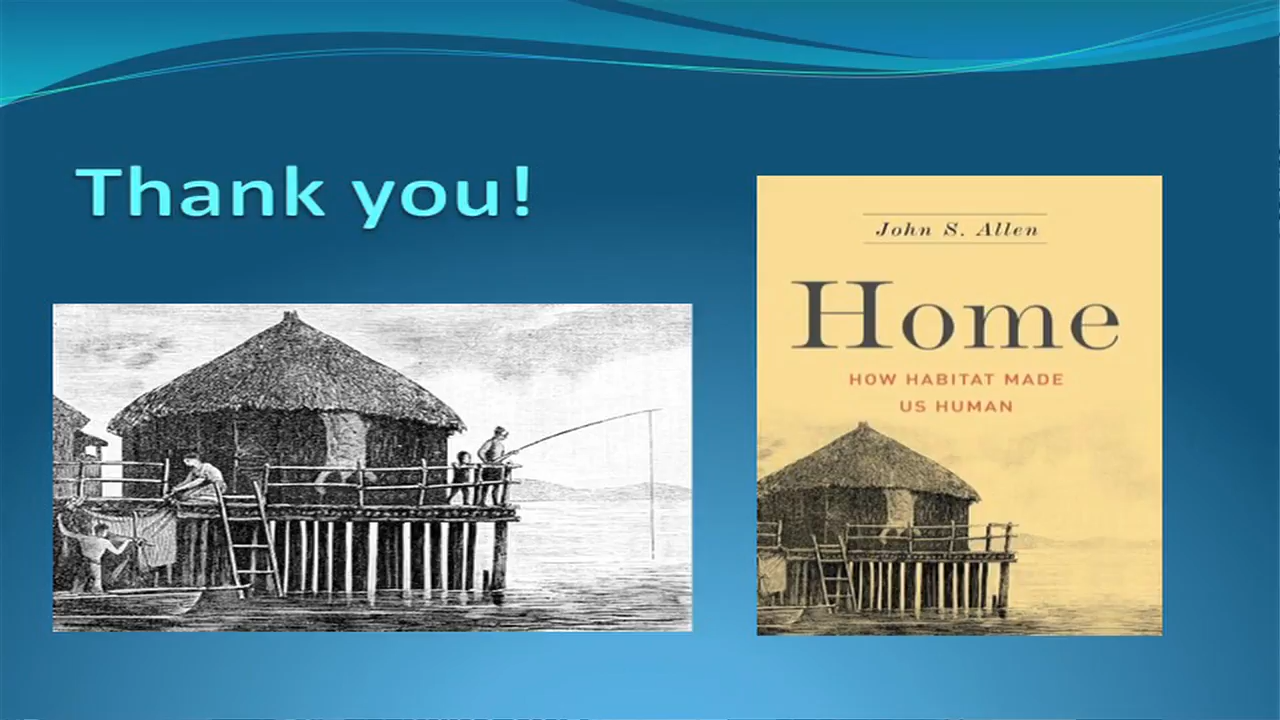 Thank you!
John S. Allen
Home
HOW HABITAT MADE
US HUMAN